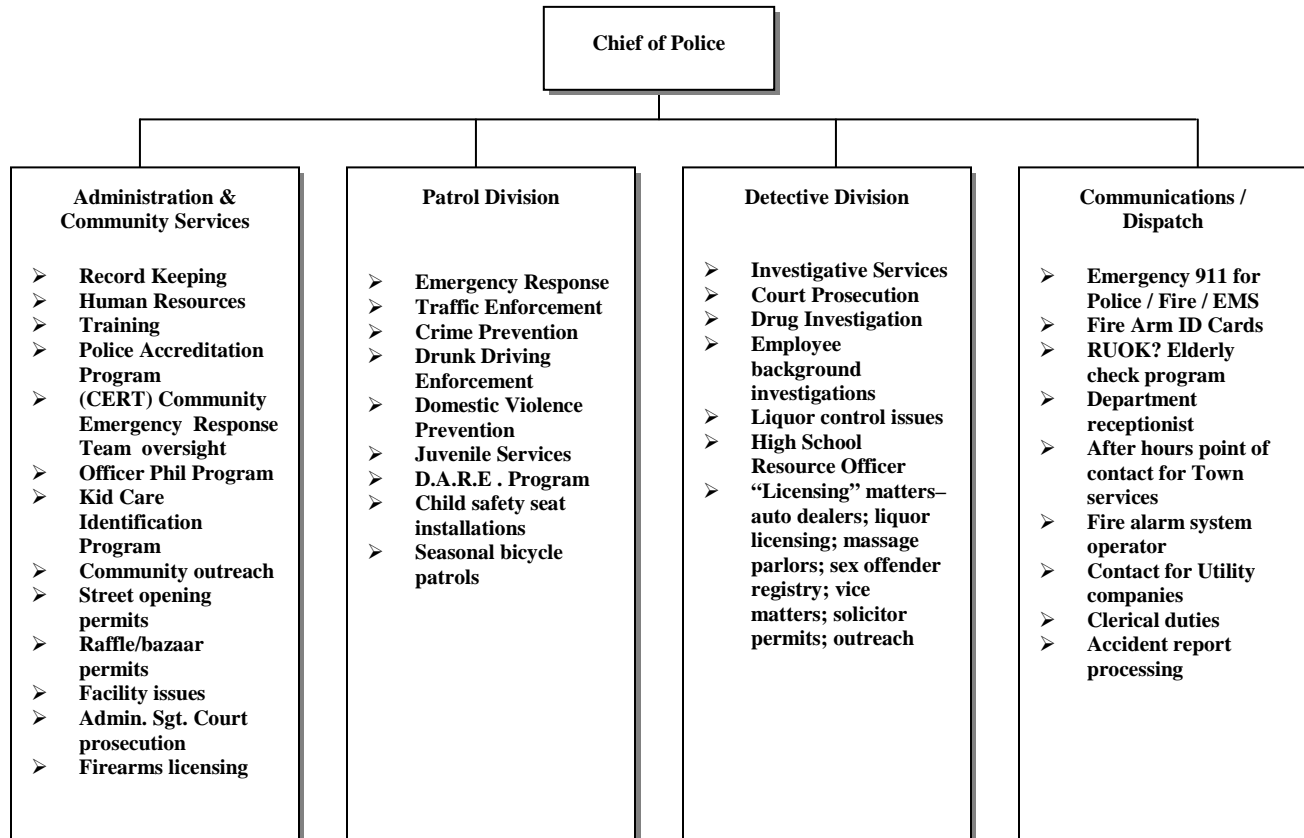 Chief of Police
Administration &
Community Services
➢ Record Keeping
➢ Human Resources
➢ Training
➢ Police Accreditation
Program
➢ (CERT) Community
Emergency Response
Team oversight
➢ Officer Phil Program
➢ Kid Care
Identification
Program
➢ Community outreach
➢ Street opening
permits
➢ Raffle/bazaar
permits
➢ Facility issues
➢ Admin. Sgt. Court
prosecution
➢ Firearms licensing
Patrol Division
➢ Emergency Response
➢ Traffic Enforcement
➢ Crime Prevention
➢ Drunk Driving
Enforcement
➢ Domestic Violence
Prevention
➢ Juvenile Services
➢ D.A.R.E . Program
➢ Child safety seat
installations
➢ Seasonal bicycle
patrols
Detective Division
➢ Investigative Services
➢ Court Prosecution
➢ Drug Investigation
➢ Employee
background
investigations
➢ Liquor control issues
➢ High School
Resource Officer
➢ “Licensing” matters–
auto dealers; liquor
licensing; massage
parlors; sex offender
registry; vice
matters; solicitor
permits; outreach
Communications /
Dispatch
➢ Emergency 911 for
Police / Fire / EMS
➢ Fire Arm ID Cards
➢ RUOK? Elderly
check program
➢ Department
receptionist
➢ After hours point of
contact for Town
services
➢ Fire alarm system
operator
➢ Contact for Utility
companies
➢ Clerical duties
➢ Accident report
processing